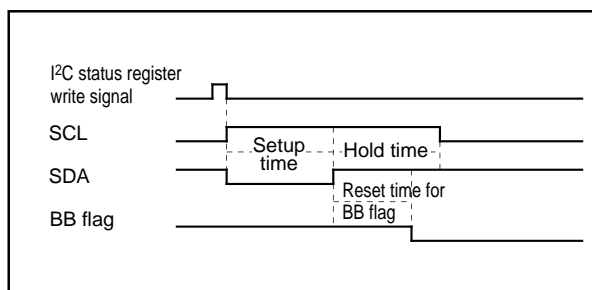 I²C status register
write signal
SCL
Setup
time
Hold time
SDA
Reset time for
BB flag
BB flag